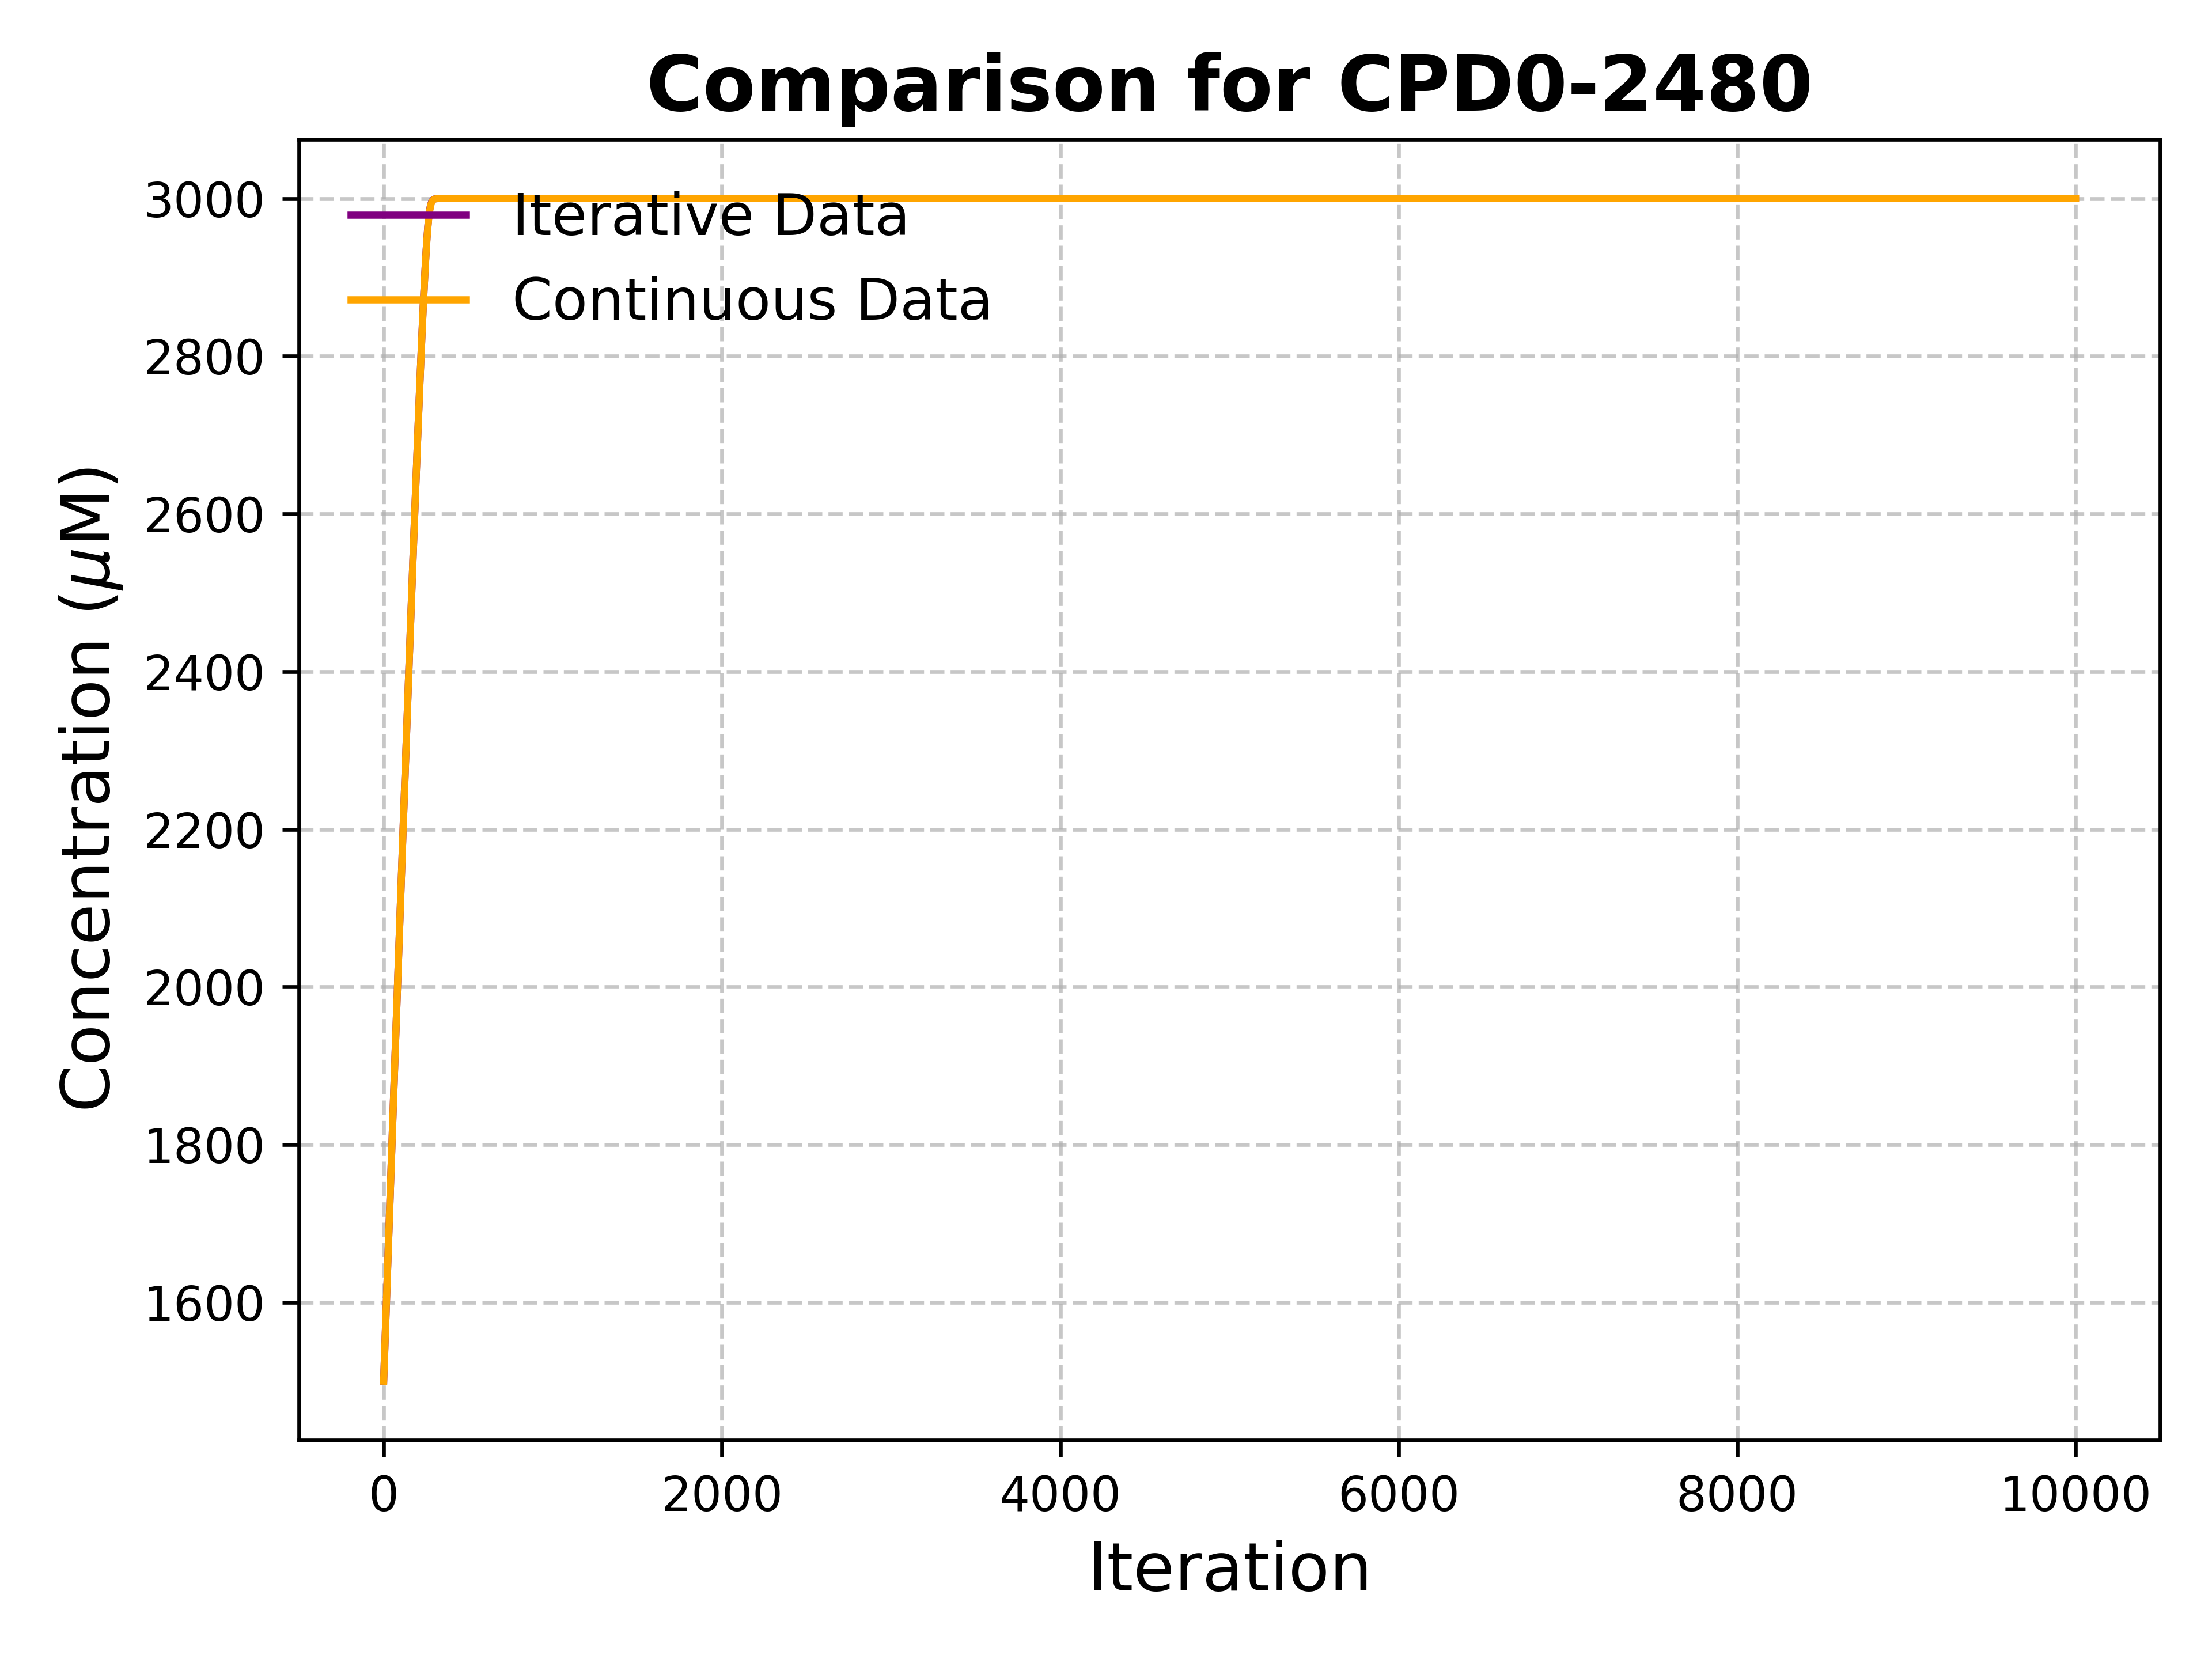 Comparison for CPD0-2480
Concentration (μM)
3000
2800
2600
2400
2200
2000
1800
1600
Iterative Data
Continuous Data
0 2000 4000 6000 8000 10000
Iteration